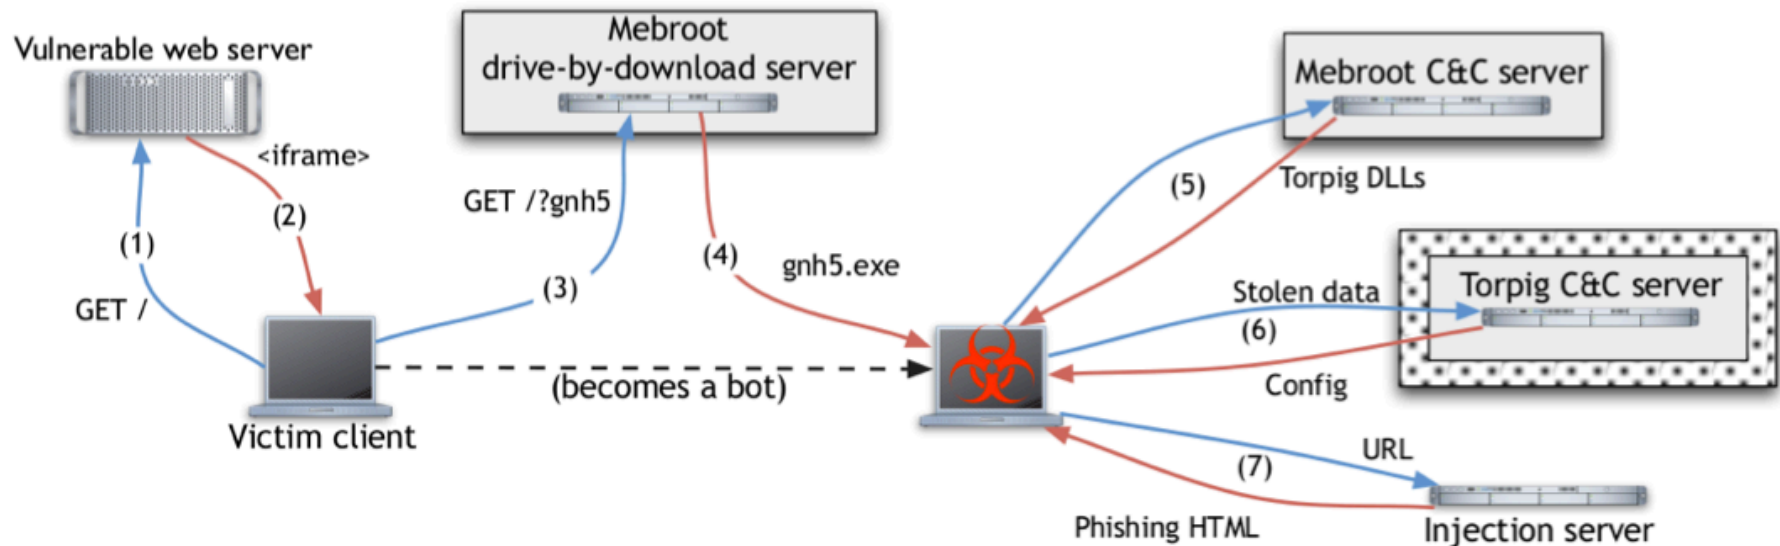 Vulnerable web server
Mebroot
drive-by-download server
Mebroot C&C server
<iframe>
GET /?gnh5
Torpig DLLs
(5)
(2)
(1)
(4)
gnh5.exe
(3)
GET /
Stolen data
Torpig C&C server
(6)
(becomes a bot)
Config
Victim client
URL
(7)
Phishing HTML
Injection server